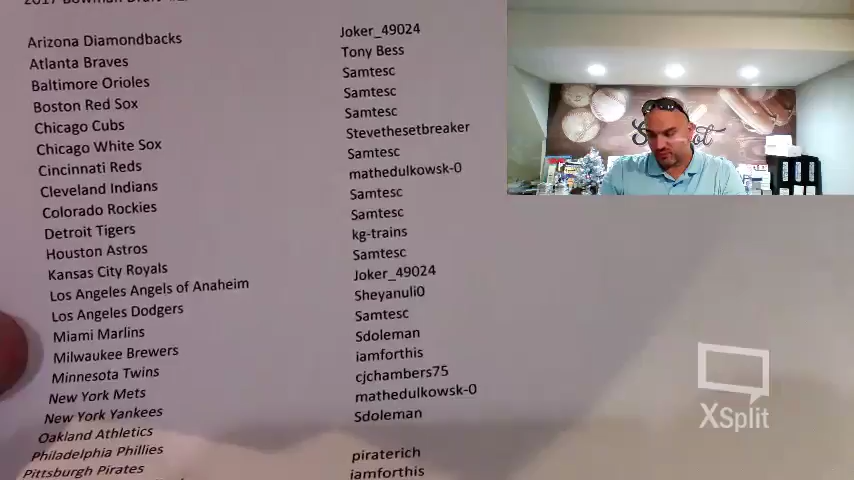 2017 Bowman Draft
Arizona Diamondbacks Joker_49024
Atlanta Braves Tony Bess
Baltimore Orioles Samtesc
Boston Red Sox Samtesc
Chicago Cubs Samtesc
Chicago White Sox Stevethesetbreaker
Cincinnati Reds Samtesc
Cleveland Indians mathedulkowsk-0
Colorado Rockies Samtesc
Detroit Tigers Samtesc
Houston Astros kg-trains
Kansas City Royals Samtesc
Los Angeles Angels of Anaheim Joker_49024
Los Angeles Dodgers Sheyanuli0
Miami Marlins Samtesc
Milwaukee Brewers Sdoleman
Minnesota Twins iamforthis
New York Mets cjchambers75
New York Yankees mathedulkowsk-0
Oakland Athletics Sdoleman
Philadelphia Phillies
Pittsburgh Pirates piraterich
iamforthis
XSplit